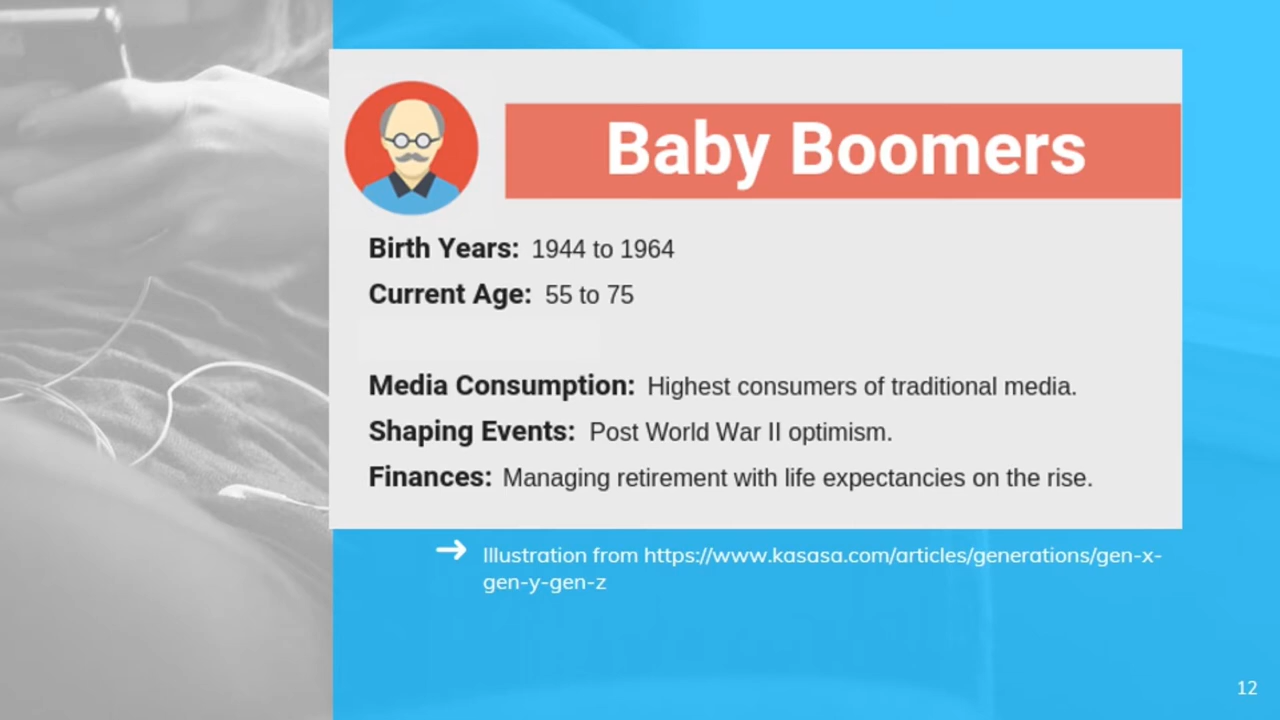 Baby Boomers
Birth Years: 1944 to 1964
Current Age: 55 to 75
Media Consumption: Highest consumers of traditional media.
Shaping Events: Post World War II optimism.
Finances: Managing retirement with life expectancies on the rise.
➜ Illustration from https://www.kasasa.com/articles/generations/gen-x-
gen-y-gen-z
12